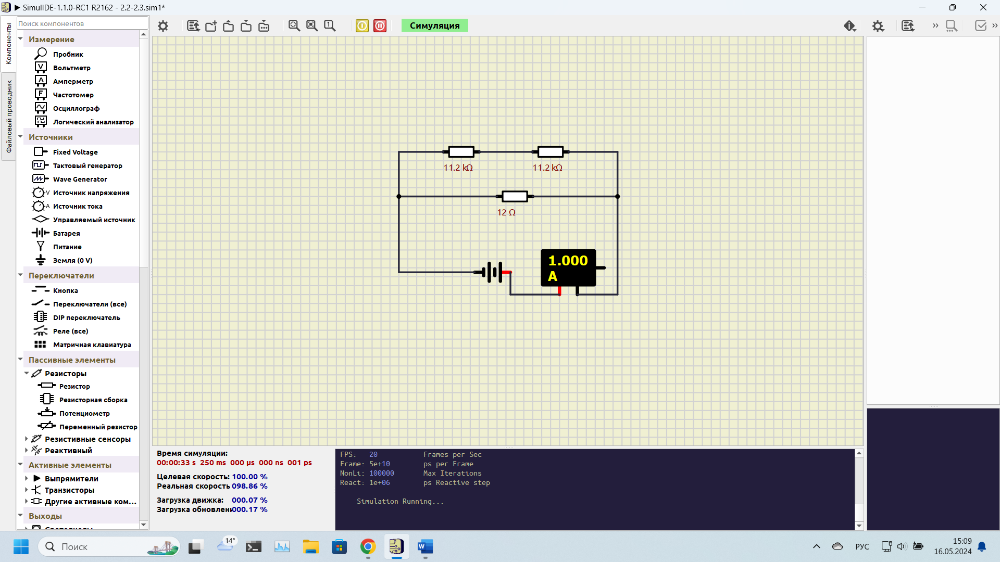 SimulIDE-1.1.0-RC1 R2162 - 2.2-2.3.sim1*
Компоненты
Файловый проводник
Поиск компонентов
Измерение
Пробник
Вольтметр
Амперметр
Частотомер
Осциллограф
Логический анализатор
Источники
Fixed Voltage
Тактовый генератор
Wave Generator
Источник напряжения
Источник тока
Управляемый источник
Батарея
Питание
Земля (0 V)
Переключатели
Кнопка
Переключатели (все)
DIP переключатель
Реле (все)
Матричная клавиатура
Пассивные элементы
Резисторы
Резистор
Резисторная сборка
Потенциометр
Переменный резистор
Резистивные сенсоры
Реактивный
Активные элементы
Выпрямители
Транзисторы
Другие активные ком...
Выходы
Симуляция
11.2 kΩ
11.2 kΩ
12 Ω
1.000
A
Время симуляции:
00:00:33 s 250 ms 000 µs 000 ns 001 ps
Целевая скорость: 100.00 %
Реальная скорость 098.86 %
Загрузка движка: 000.07 %
Загрузка обновлени 000.17 %
FPS: 20 Frames per Sec
Frame: 5e+10 ps per Frame
NonLi: 100000 Max Iterations
React: 1e+06 ps Reactive step
Simulation Running...
Поиск
14°
РУС
15:09
16.05.2024